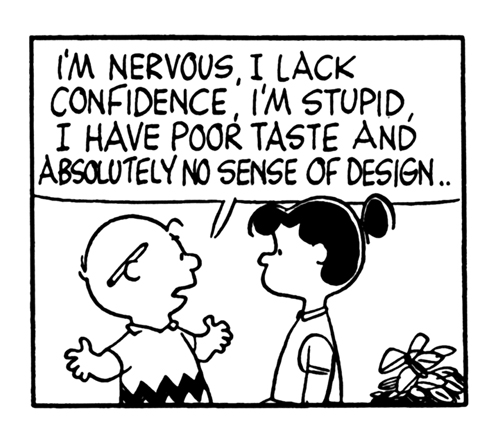 I'M NERVOUS, I LACK
CONFIDENCE, I'M STUPID,
I HAVE POOR TASTE AND
ABSOLUTELY NO SENSE OF DESIGN..